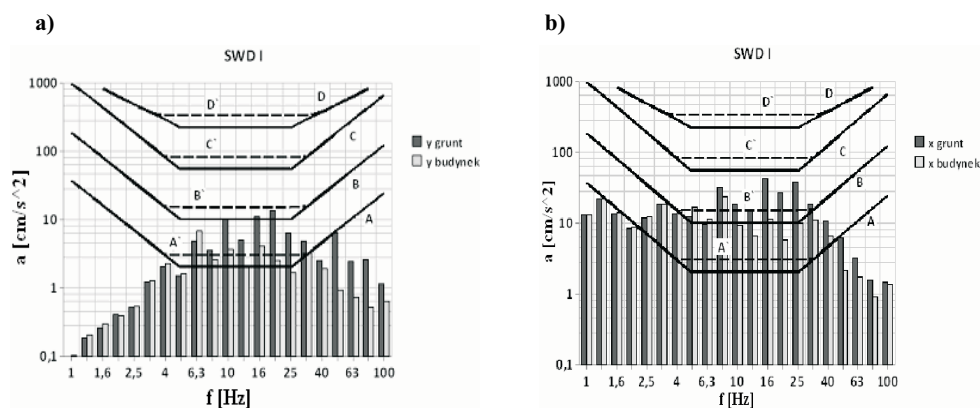 a)
SWD I
1000
100
10
1
0,1
a [cm/s^2]
D`
D
C`
C
B`
B
A`
A
1 1,6 2,5 4 6,3 10 16 25 40 63 100
f [Hz]
y grunt
y budynek
b)
SWD I
1000
100
10
1
0,1
a [cm/s^2]
D`
D
C`
C
B`
B
A`
A
1 1,6 2,5 4 6,3 10 16 25 40 63 100
f [Hz]
x grunt
x budynek